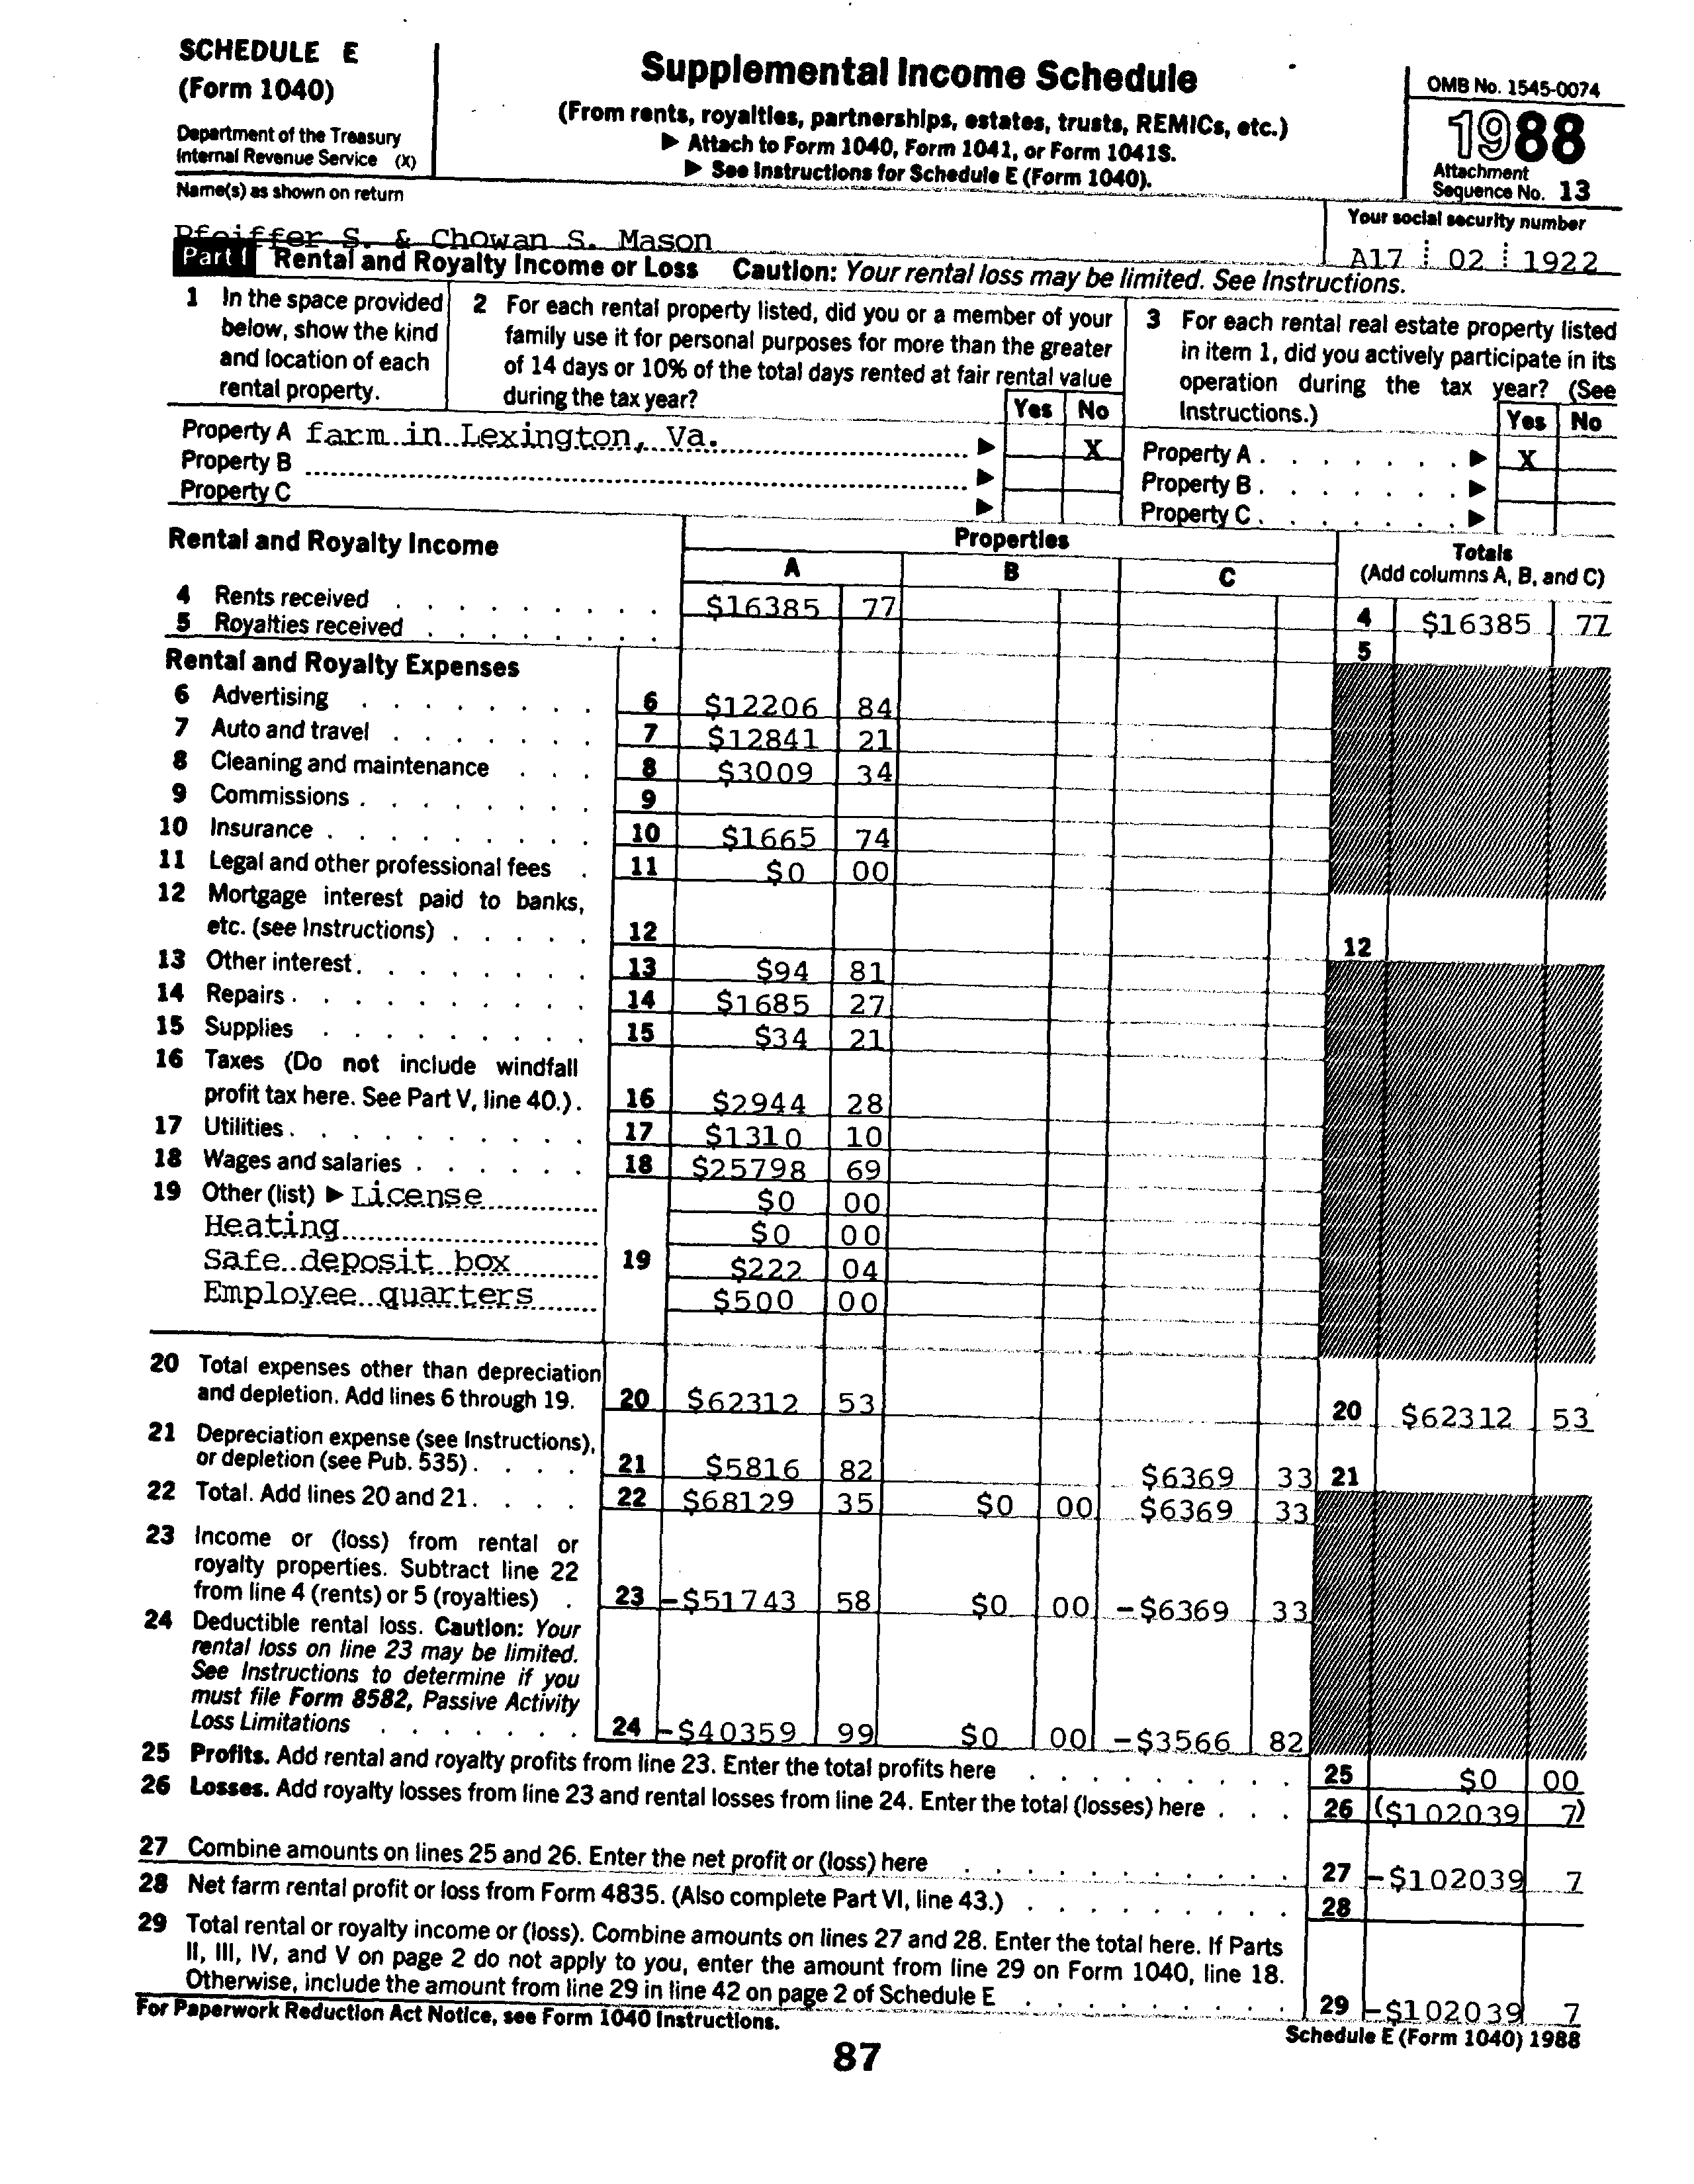 SCHEDULE E
(Form 1040)
Department of the Treasury
Internal Revenue Service (X)
Supplemental Income Schedule
(From rents, royalties, partnerships, estates, trusts, REMICs, etc.)
▶ Attach to Form 1040, Form 1041, or Form 1041S.
▶ See Instructions for Schedule E (Form 1040).
OMB No. 1545-0074
1988
Attachment
Sequence No. 13
Name(s) as shown on return
Your social security number
Pfeiffer S. & Chowan S. Mason
A17 02 1922
Part I Rental and Royalty Income or Loss Caution: Your rental loss may be limited. See Instructions.
1 In the space provided
below, show the kind
and location of each
rental property.
2 For each rental property listed, did you or a member of your
family use it for personal purposes for more than the greater
of 14 days or 10% of the total days rented at fair rental value
during the tax year?
Yes No
3 For each rental real estate property listed
in item 1, did you actively participate in its
operation during the tax year? (See
Instructions.)
Yes No
Property A farm in Lexington, Va. ▶ X
Property B ▶
Property C ▶
Property A . . . . . . . ▶ X
Property B . . . . . . . ▶
Property C . . . . . . . ▶
Rental and Royalty Income
Properties
A B C
Totals
(Add columns A, B, and C)
4 Rents received . . . . . . . . . $16385 77 4 $16385 77
5 Royalties received . . . . . . . . 5
Rental and Royalty Expenses
6 Advertising . . . . . . . . 6 $12206 84
7 Auto and travel . . . . . . . 7 $12841 21
8 Cleaning and maintenance . . . 8 $3009 34
9 Commissions . . . . . . . . 9
10 Insurance . . . . . . . . . 10 $1665 74
11 Legal and other professional fees . 11 $0 00
12 Mortgage interest paid to banks,
etc. (see Instructions) . . . . . 12 12
13 Other interest . . . . . . . . 13 $94 81
14 Repairs . . . . . . . . . . 14 $1685 27
15 Supplies . . . . . . . . . 15 $34 21
16 Taxes (Do not include windfall
profit tax here. See Part V, line 40.) . 16 $2944 28
17 Utilities . . . . . . . . . . 17 $1310 10
18 Wages and salaries . . . . . . 18 $25798 69
19 Other (list) ▶ License $0 00
Heating $0 00
Safe deposit box 19 $222 04
Employee quarters $500 00
20 Total expenses other than depreciation
and depletion. Add lines 6 through 19. 20 $62312 53 20 $62312 53
21 Depreciation expense (see Instructions),
or depletion (see Pub. 535) . . . . 21 $5816 82 $6369 33 21
22 Total. Add lines 20 and 21. . . . 22 $68129 35 $0 00 $6369 33
23 Income or (loss) from rental or
royalty properties. Subtract line 22
from line 4 (rents) or 5 (royalties) . 23 -$51743 58 $0 00 -$6369 33
24 Deductible rental loss. Caution: Your
rental loss on line 23 may be limited.
See Instructions to determine if you
must file Form 8582, Passive Activity
Loss Limitations . . . . . . . 24 -$40359 99 $0 00 -$3566 82
25 Profits. Add rental and royalty profits from line 23. Enter the total profits here . . . . . . . . . 25 $0 00
26 Losses. Add royalty losses from line 23 and rental losses from line 24. Enter the total (losses) here . . . 26 ($102039 7)
27 Combine amounts on lines 25 and 26. Enter the net profit or (loss) here . . . . . . . . . . . 27 -$102039 7
28 Net farm rental profit or loss from Form 4835. (Also complete Part VI, line 43.) . . . . . . . . . 28
29 Total rental or royalty income or (loss). Combine amounts on lines 27 and 28. Enter the total here. If Parts
II, III, IV, and V on page 2 do not apply to you, enter the amount from line 29 on Form 1040, line 18.
Otherwise, include the amount from line 29 in line 42 on page 2 of Schedule E . . . . . . . . . 29 -$102039 7
For Paperwork Reduction Act Notice, see Form 1040 Instructions.
Schedule E (Form 1040) 1988
87